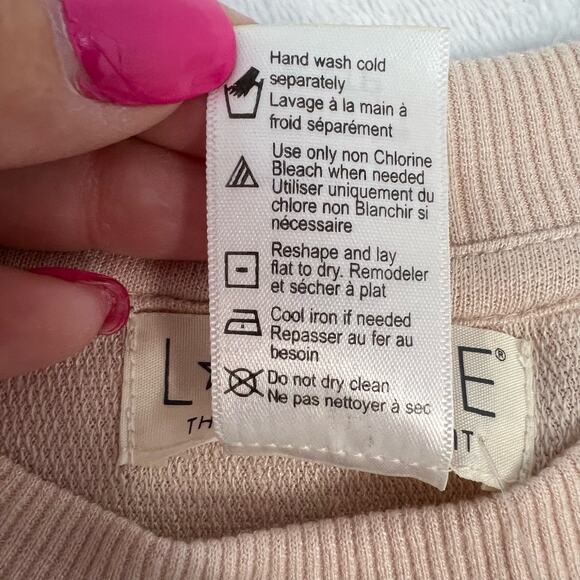 Hand wash cold
separately
Lavage à la main à
froid séparément
Use only non Chlorine
Bleach when needed
Utiliser uniquement du
chlore non Blanchir si
nécessaire
Reshape and lay
flat to dry. Remodeler
et sécher à plat
Cool iron if needed
Repasser au fer au
besoin
Do not dry clean
Ne pas nettoyer à sec
L E®
TH IT